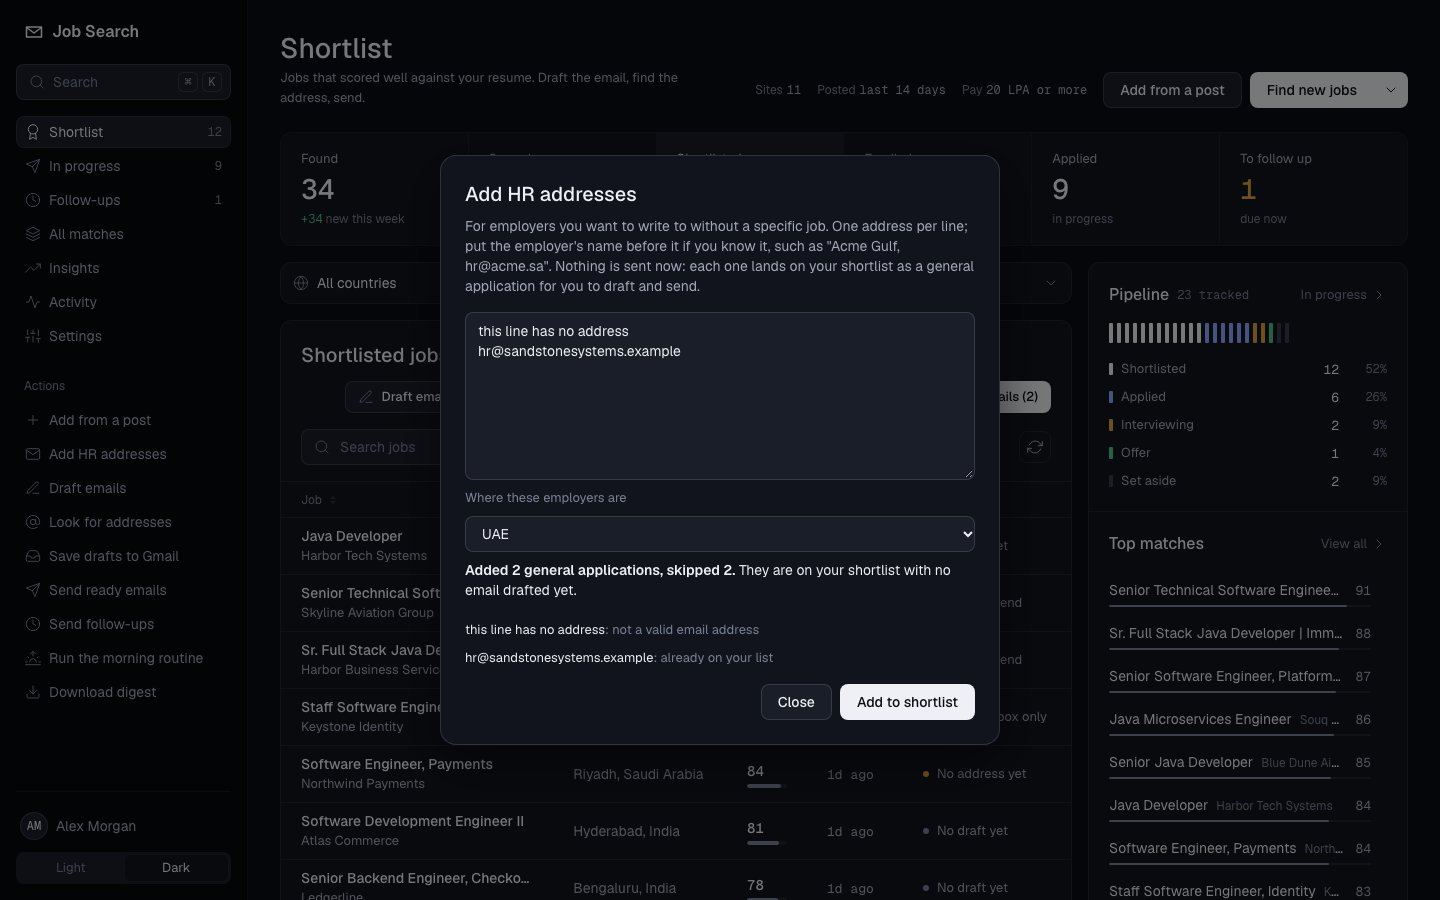 Job Search
Search ⌘ K
Shortlist 12
In progress 9
Follow-ups 1
All matches
Insights
Activity
Settings
Actions
Add from a post
Add HR addresses
Draft emails
Look for addresses
Save drafts to Gmail
Send ready emails
Send follow-ups
Run the morning routine
Download digest
AM Alex Morgan
Light Dark
Shortlist
Jobs that scored well against your resume. Draft the email, find the
address, send.
Sites 11 Posted last 14 days Pay 20 LPA or more
Add from a post
Find new jobs
Found
34
+34 new this week
Applied
9
in progress
To follow up
1
due now
All countries
Shortlisted job
Draft ema
ails (2)
Search jobs
Job
Java Developer
Harbor Tech Systems
Senior Technical Soft
Skyline Aviation Group
Sr. Full Stack Java De
Harbor Business Servic
Staff Software Engine
Keystone Identity
box only
Software Engineer, Payments
Northwind Payments
Riyadh, Saudi Arabia 84 1d ago No address yet
Software Development Engineer II
Atlas Commerce
Hyderabad, India 81 1d ago No draft yet
Senior Backend Engineer, Checko...
Ledgerline
Bengaluru, India 78 1d ago No draft yet
Add HR addresses
For employers you want to write to without a specific job. One address per line;
put the employer's name before it if you know it, such as "Acme Gulf,
hr@acme.sa". Nothing is sent now: each one lands on your shortlist as a general
application for you to draft and send.
this line has no address
hr@sandstonesystems.example
Where these employers are
UAE
Added 2 general applications, skipped 2. They are on your shortlist with no
email drafted yet.
this line has no address: not a valid email address
hr@sandstonesystems.example: already on your list
Close
Add to shortlist
Pipeline 23 tracked In progress
Shortlisted 12 52%
Applied 6 26%
Interviewing 2 9%
Offer 1 4%
Set aside 2 9%
Top matches View all
Senior Technical Software Enginee... 91
Sr. Full Stack Java Developer | Imm... 88
Senior Software Engineer, Platform... 87
Java Microservices Engineer Souq ... 86
Senior Java Developer Blue Dune Ai... 85
Java Developer Harbor Tech Systems 84
Software Engineer, Payments North... 84
Staff Software Engineer, Identity K... 83